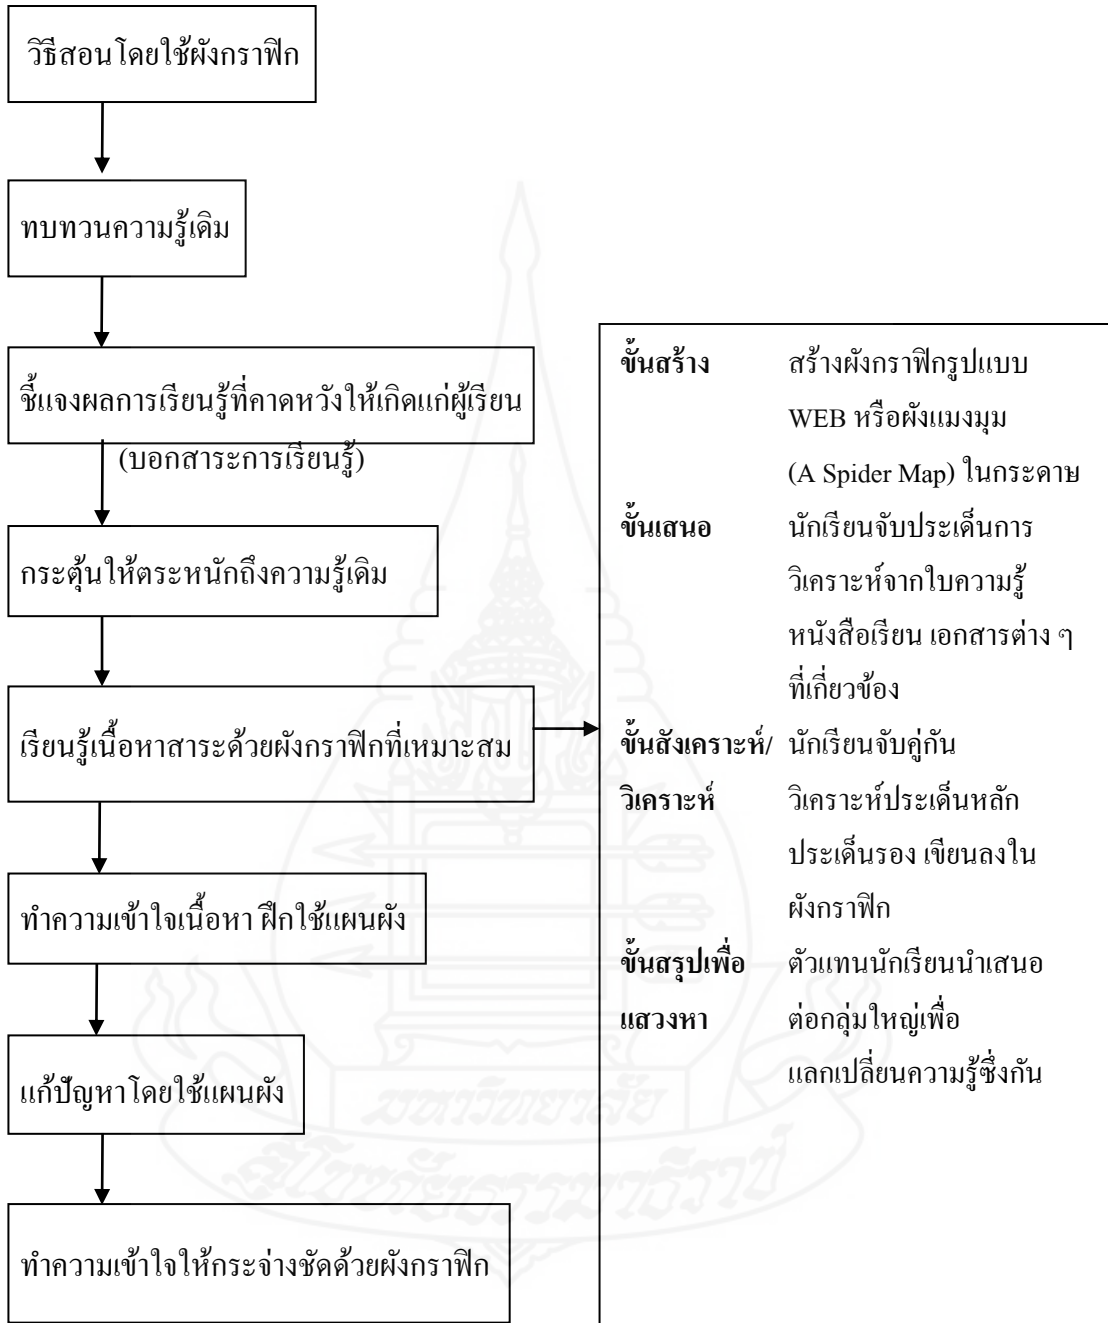 วิธีสอนโดยใช้ผังกราฟิก
ทบทวนความรู้เดิม
ชี้แจงผลการเรียนรู้ที่คาดหวังให้เกิดแก่ผู้เรียน
(บอกสาระการเรียนรู้)
กระตุ้นให้ตระหนักถึงความรู้เดิม
เรียนรู้เนื้อหาสาระด้วยผังกราฟิกที่เหมาะสม
ทำความเข้าใจเนื้อหา ฝึกใช้แผนผัง
แก้ปัญหาโดยใช้แผนผัง
ทำความเข้าใจให้กระจ่างชัดด้วยผังกราฟิก
ขั้นสร้าง สร้างผังกราฟิกรูปแบบ
WEB หรือผังแมงมุม
(A Spider Map) ในกระดาษ
ขั้นเสนอ นักเรียนจับประเด็นการ
วิเคราะห์จากใบความรู้
หนังสือเรียน เอกสารต่าง ๆ
ที่เกี่ยวข้อง
ขั้นสังเคราะห์/ นักเรียนจับคู่กัน
วิเคราะห์ วิเคราะห์ประเด็นหลัก
ประเด็นรอง เขียนลงใน
ผังกราฟิก
ขั้นสรุปเพื่อ ตัวแทนนักเรียนนำเสนอ
แสวงหา ต่อกลุ่มใหญ่เพื่อ
แลกเปลี่ยนความรู้ซึ่งกัน
มหาวิทยาลัย
สุโขทัยธรรมาธิราช